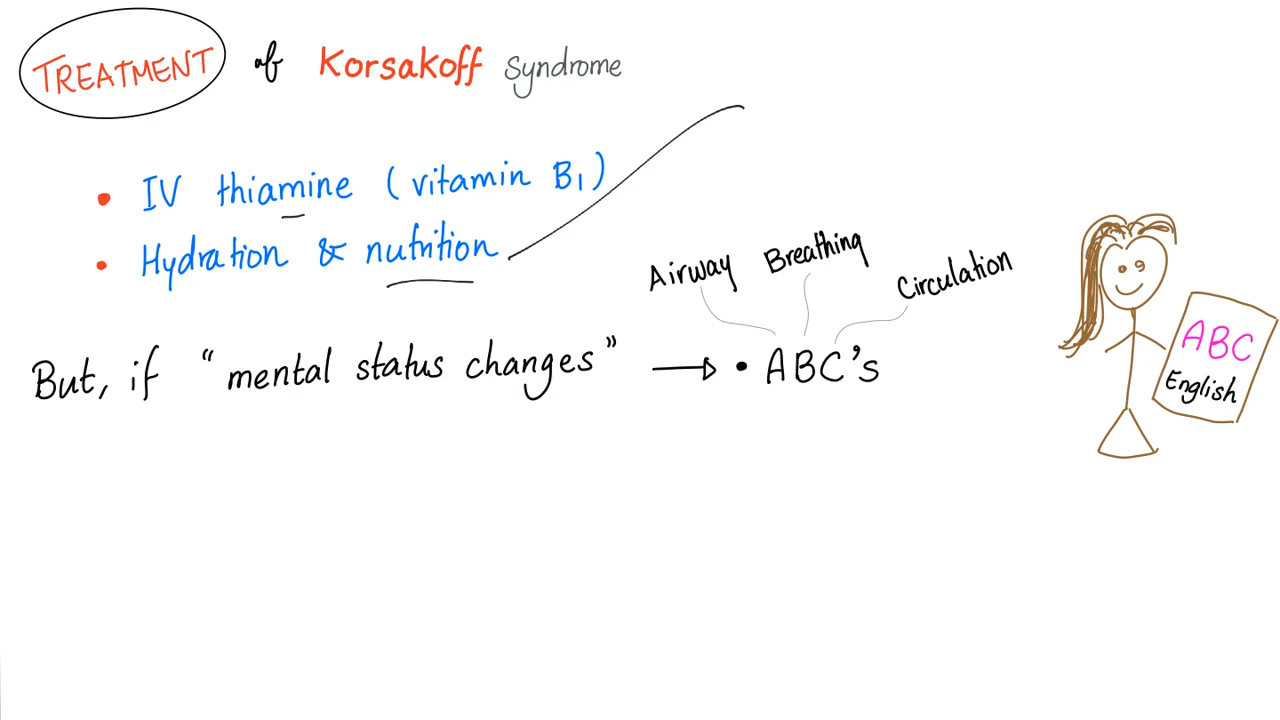 TREATMENT of Korsakoff Syndrome
• IV thiamine (vitamin B1)
• Hydration & nutrition
Airway Breathing Circulation
But, if "mental status changes" → • ABC's
ABC
English